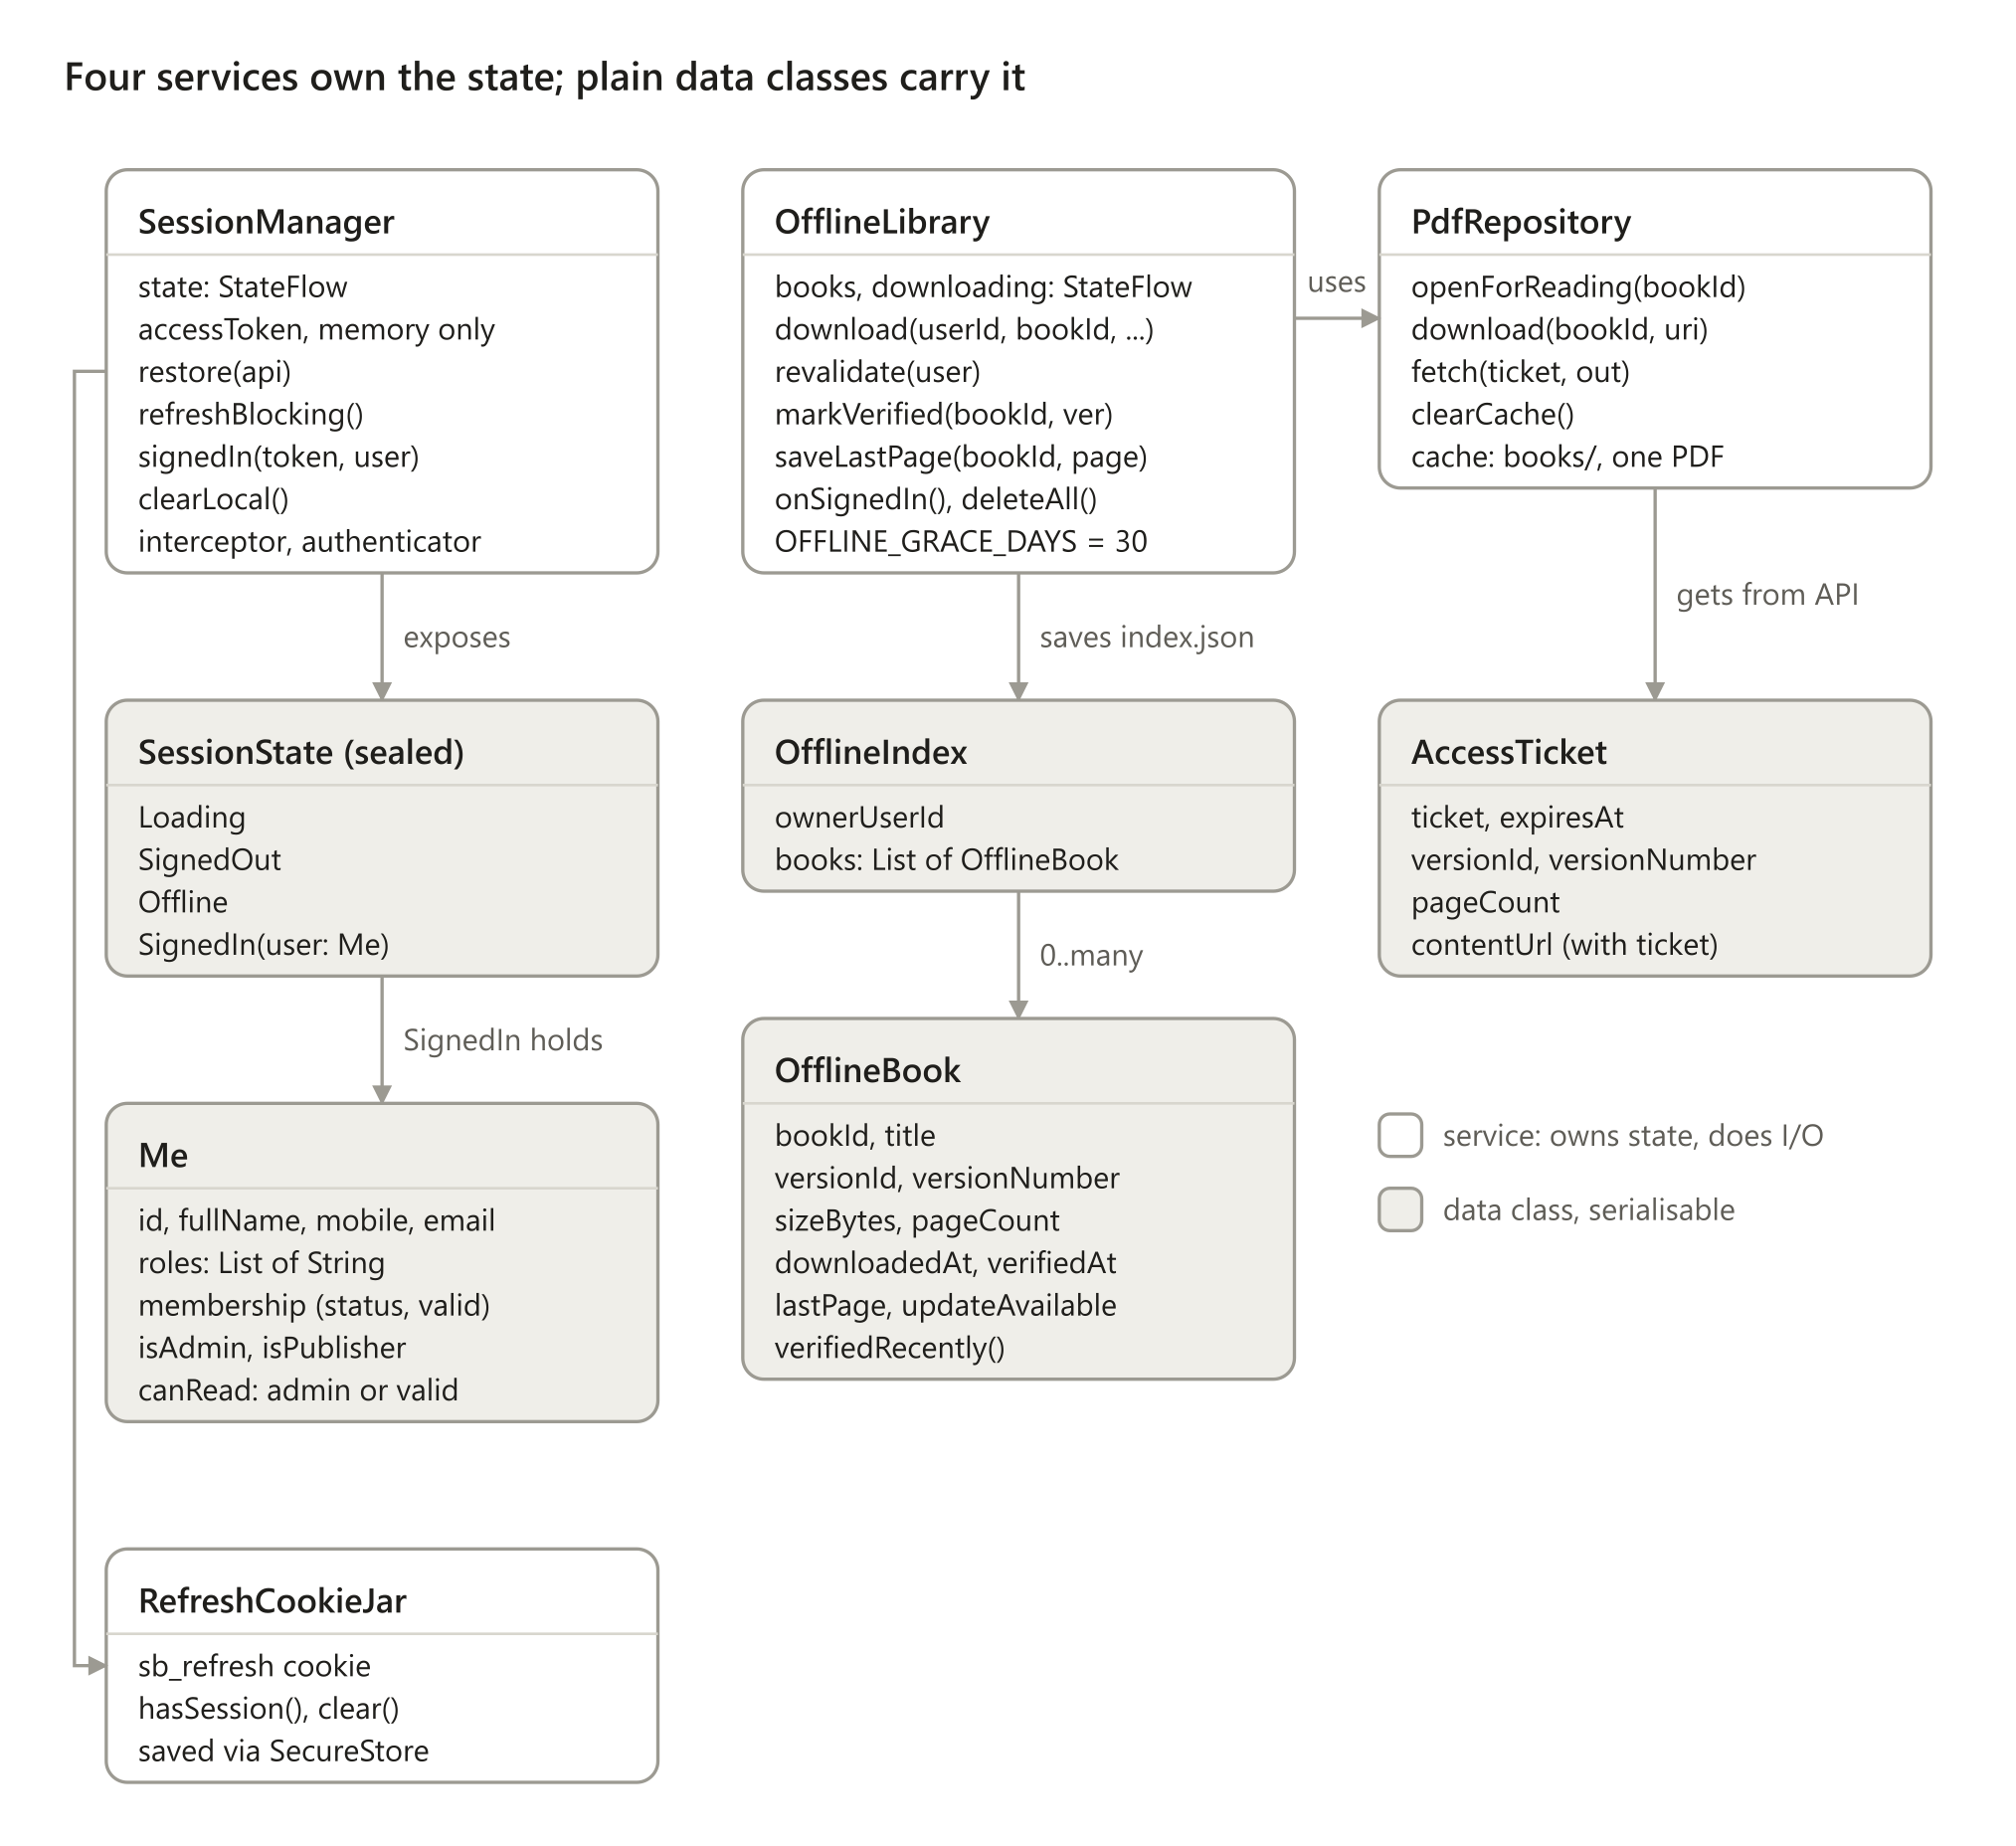 Four services own the state; plain data classes carry it
SessionManager
state: StateFlow
accessToken, memory only
restore(api)
refreshBlocking()
signedIn(token, user)
clearLocal()
interceptor, authenticator
OfflineLibrary
books, downloading: StateFlow
download(userId, bookId, ...)
revalidate(user)
markVerified(bookId, ver)
saveLastPage(bookId, page)
onSignedIn(), deleteAll()
OFFLINE_GRACE_DAYS = 30
uses
PdfRepository
openForReading(bookId)
download(bookId, uri)
fetch(ticket, out)
clearCache()
cache: books/, one PDF
exposes
saves index.json
gets from API
SessionState (sealed)
Loading
SignedOut
Offline
SignedIn(user: Me)
OfflineIndex
ownerUserId
books: List of OfflineBook
AccessTicket
ticket, expiresAt
versionId, versionNumber
pageCount
contentUrl (with ticket)
SignedIn holds
0..many
Me
id, fullName, mobile, email
roles: List of String
membership (status, valid)
isAdmin, isPublisher
canRead: admin or valid
OfflineBook
bookId, title
versionId, versionNumber
sizeBytes, pageCount
downloadedAt, verifiedAt
lastPage, updateAvailable
verifiedRecently()
service: owns state, does I/O
data class, serialisable
RefreshCookieJar
sb_refresh cookie
hasSession(), clear()
saved via SecureStore